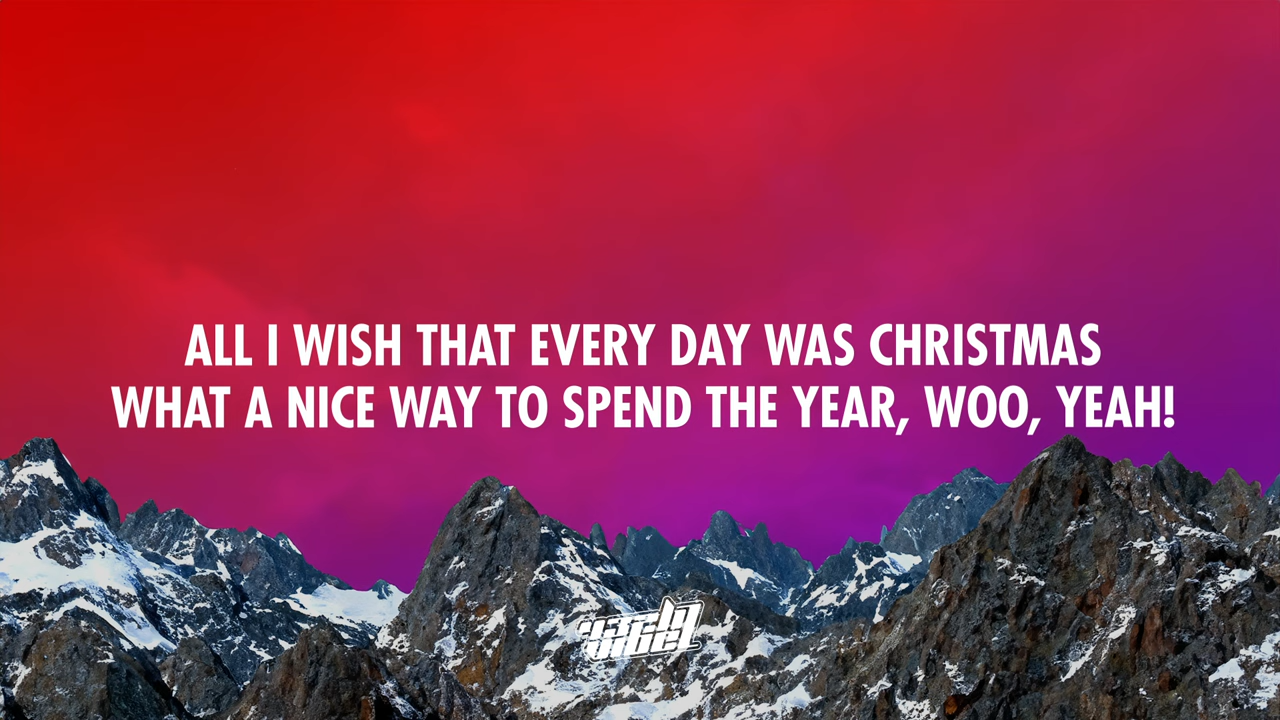 ALL I WISH THAT EVERY DAY WAS CHRISTMAS
WHAT A NICE WAY TO SPEND THE YEAR, WOO, YEAH!